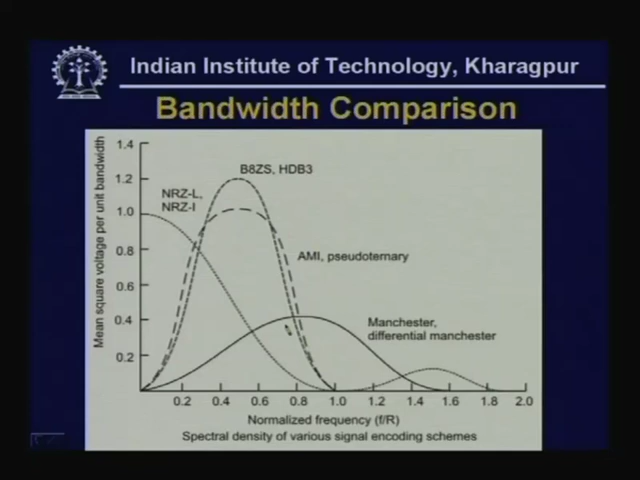 Indian Institute of Technology, Kharagpur
Bandwidth Comparison
Mean square voltage per unit bandwidth
1.4
1.2
1.0
0.8
0.6
0.4
0.2
B8ZS, HDB3
NRZ-L,
NRZ-I
AMI, pseudoternary
Manchester,
differential manchester
0.2 0.4 0.6 0.8 1.0 1.2 1.4 1.6 1.8 2.0
Normalized frequency (f/R)
Spectral density of various signal encoding schemes